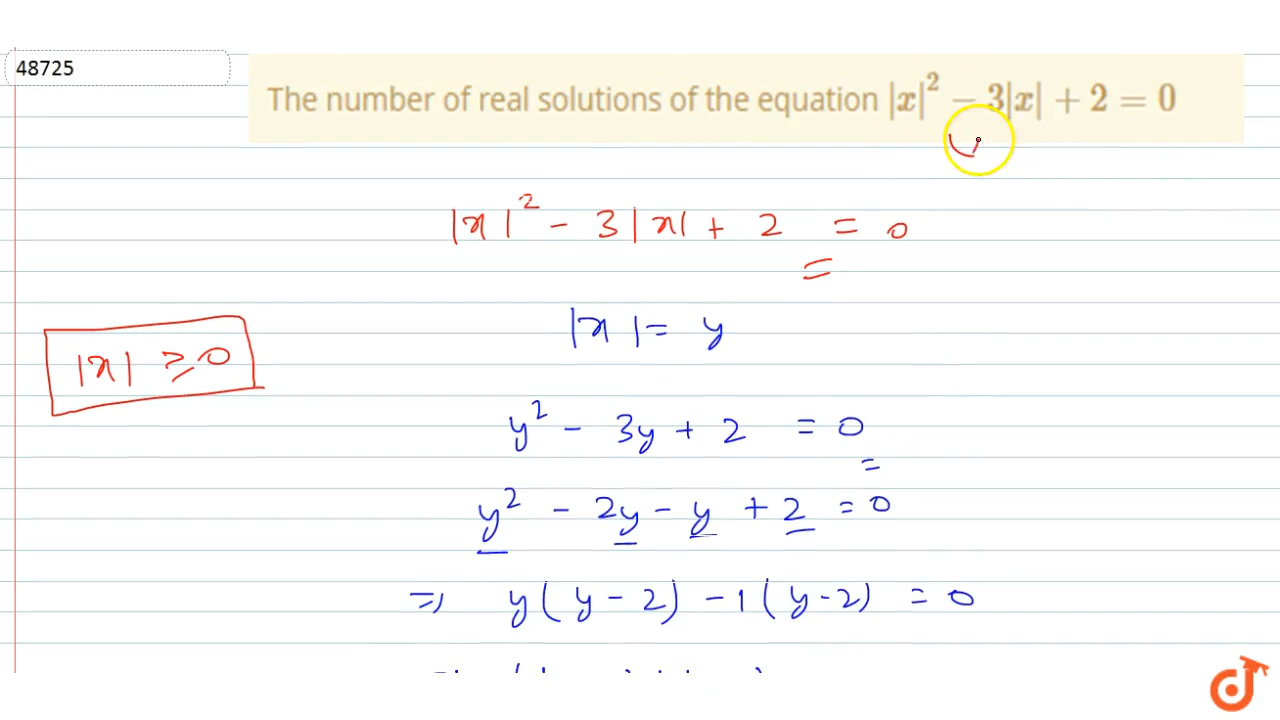 48725
The number of real solutions of the equation |x|² − 3|x| + 2 = 0
|x|² − 3|x| + 2 = 0
=
|x| = y
|x| ≥ 0
y² − 3y + 2 = 0
=
y² − 2y − y + 2 = 0
⇒ y(y − 2) − 1(y − 2) = 0